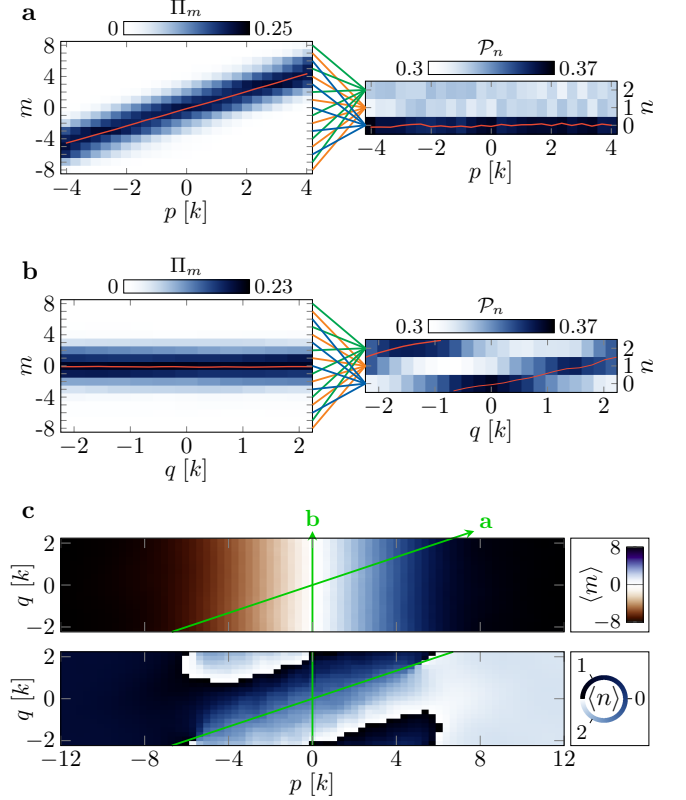 a
Π_m
0 0.25
8
4
0
−4
−8
m
−4 −2 0 2 4
p [k]
𝒫_n
0.3 0.37
2
1
0
n
−4 −2 0 2 4
p [k]
b
Π_m
0 0.23
8
4
0
−4
−8
m
−2 −1 0 1 2
q [k]
𝒫_n
0.3 0.37
2
1
0
n
−2 −1 0 1 2
q [k]
c
b a
2
0
−2
q [k]
−12 −8 −4 0 4 8 12
p [k]
2
0
−2
q [k]
8
0
−8
⟨m⟩
1
⟨n⟩ 0
2